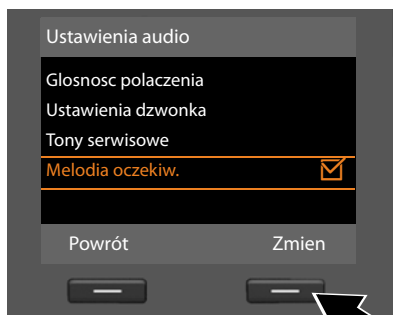 Ustawienia audio
Glosnosc polaczenia
Ustawienia dzwonka
Tony serwisowe
Melodia oczekiw.
Powrót Zmien